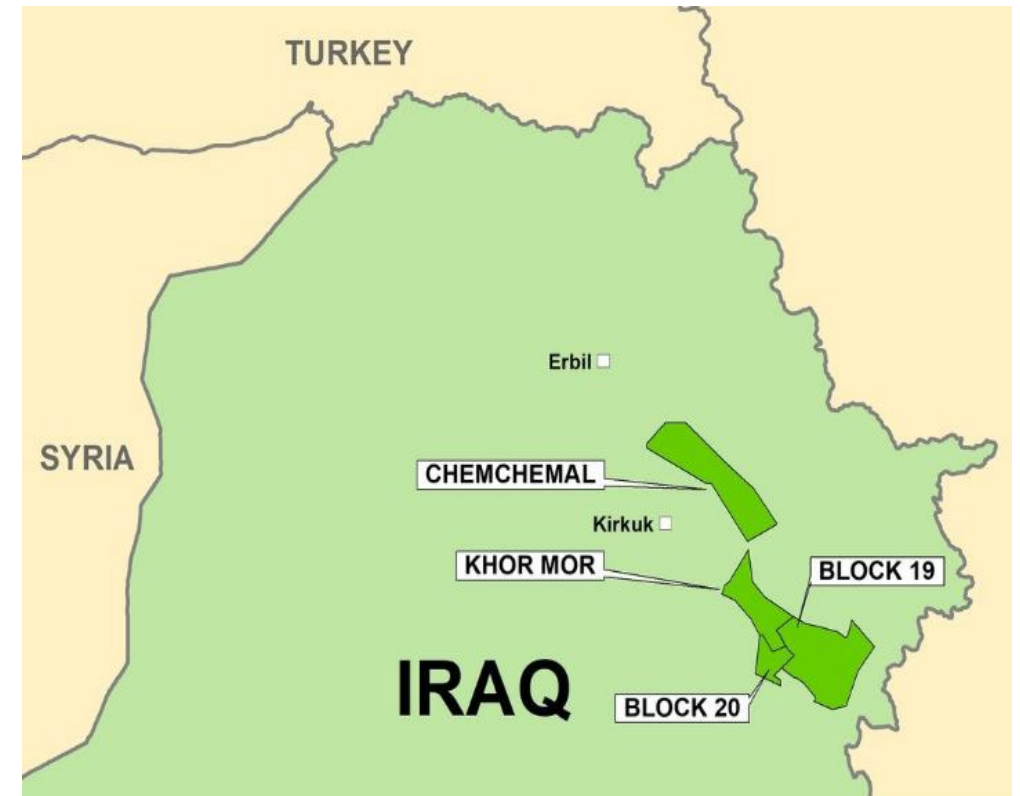 TURKEY
Erbil
SYRIA
CHEMCHEMAL
Kirkuk
KHOR MOR
BLOCK 19
IRAQ
BLOCK 20